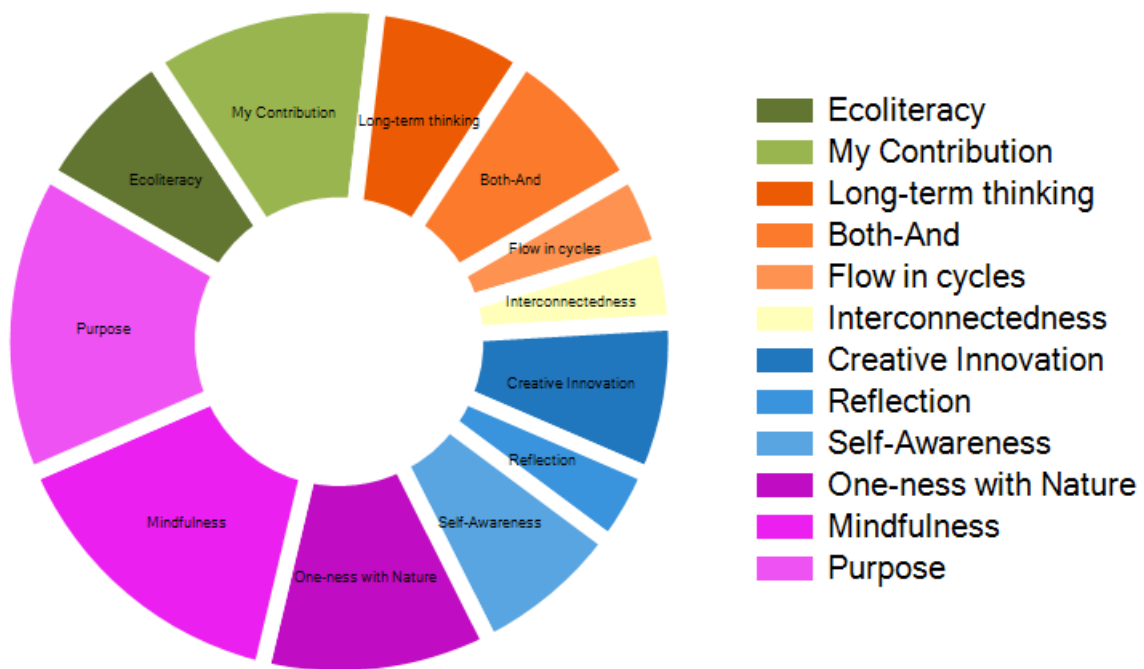 My Contribution
Long-term thinking
Ecoliteracy
Both-And
Flow in cycles
Interconnectedness
Purpose
Creative Innovation
Reflection
Mindfulness
Self-Awareness
One-ness with Nature
Ecoliteracy
My Contribution
Long-term thinking
Both-And
Flow in cycles
Interconnectedness
Creative Innovation
Reflection
Self-Awareness
One-ness with Nature
Mindfulness
Purpose